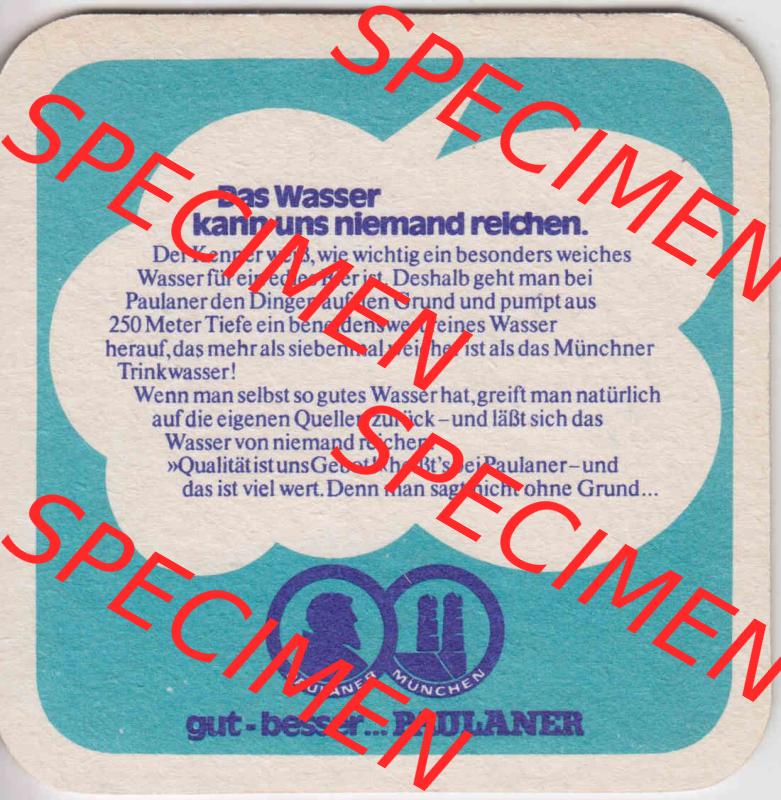 Das Wasser
kann uns niemand reichen.
Der Kenner weiß, wie wichtig ein besonders weiches
Wasser für ein edles Bier ist. Deshalb geht man bei
Paulaner den Dingen auf den Grund und pumpt aus
250 Meter Tiefe ein beneidenswert reines Wasser
herauf, das mehr als siebenmal weicher ist als das Münchner
Trinkwasser!
Wenn man selbst so gutes Wasser hat, greift man natürlich
auf die eigenen Quellen zurück – und läßt sich das
Wasser von niemand reichen.
»Qualität ist uns Gebot!« heißt's bei Paulaner – und
das ist viel wert. Denn man sagt nicht ohne Grund...
PAULANER MÜNCHEN
gut - besser... PAULANER
SPECIMEN
SPECIMEN
SPECIMEN
SPECIMEN